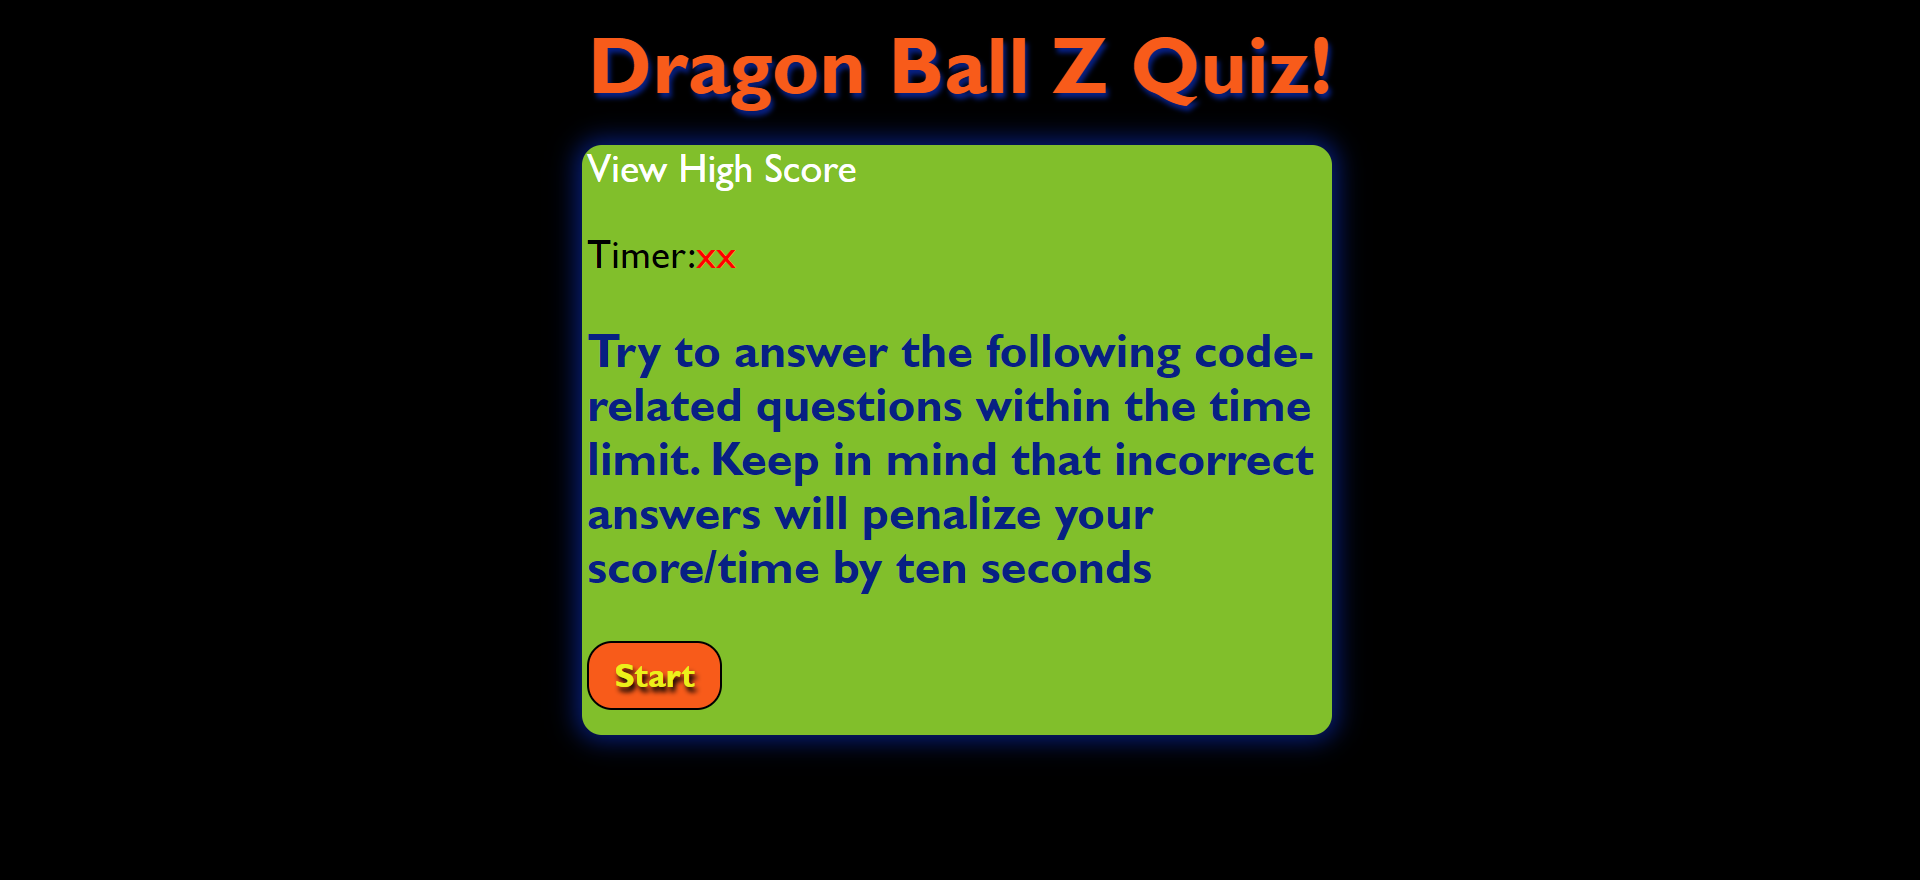 Dragon Ball Z Quiz!
View High Score
Timer:xx
Try to answer the following code-
related questions within the time
limit. Keep in mind that incorrect
answers will penalize your
score/time by ten seconds
Start